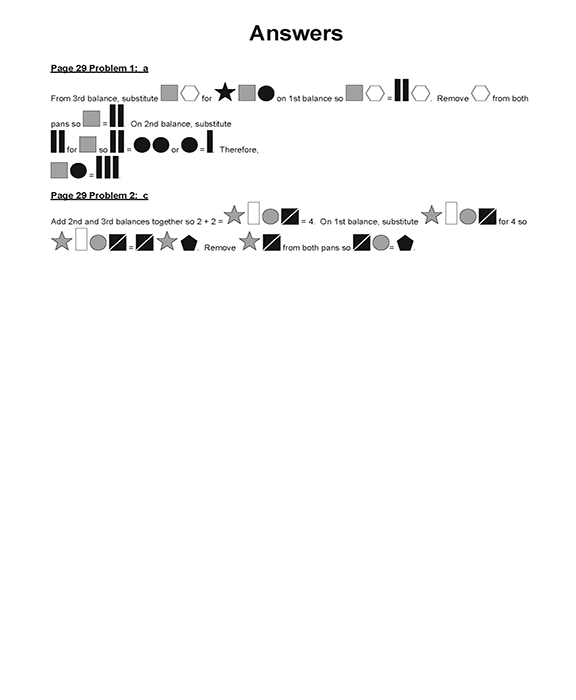 Answers
Page 29 Problem 1:  a
From 3rd balance, substitute for on 1st balance so = . Remove from both
pans so = . On 2nd balance, substitute
for so = or = . Therefore,
=
Page 29 Problem 2:  c
Add 2nd and 3rd balances together so 2 + 2 = = 4.  On 1st balance, substitute for 4 so
= . Remove from both pans so = .